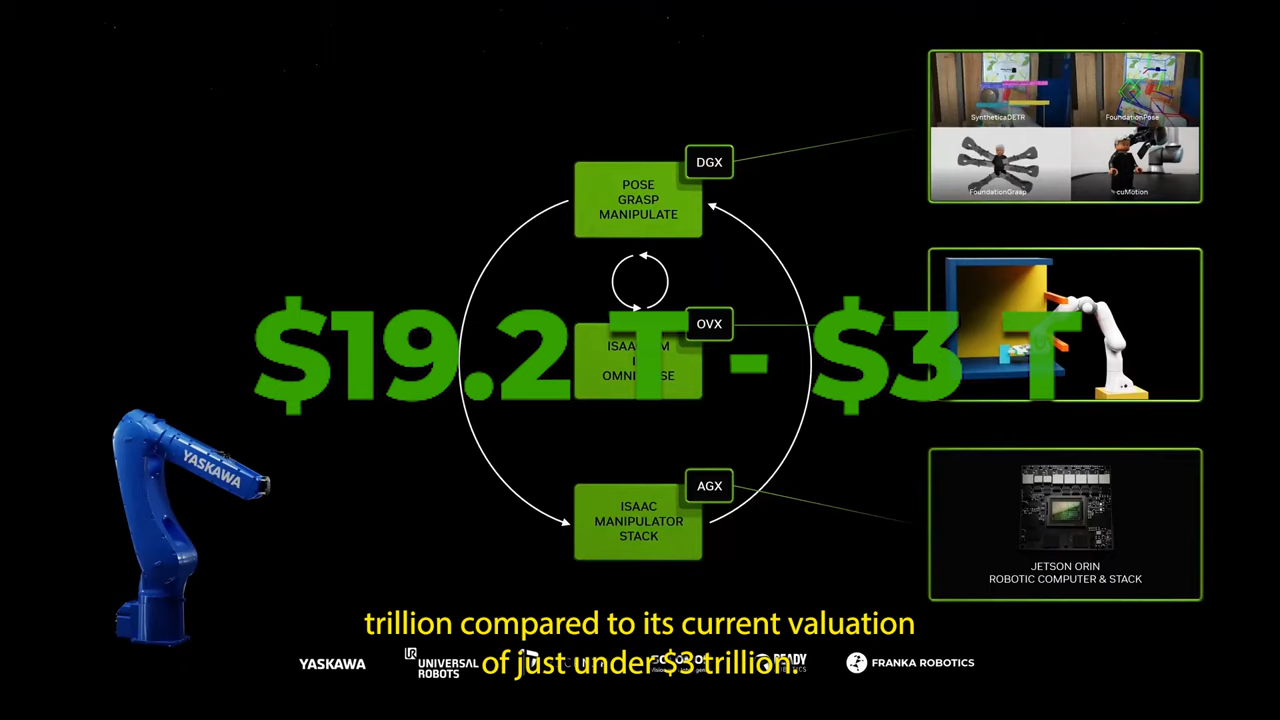 SyntheticaDETR
FoundationPose
FoundationGrasp
cuMotion
DGX
POSE
GRASP
MANIPULATE
$19.2 T - $3 T
OVX
YASKAWA
AGX
ISAAC
MANIPULATOR
STACK
JETSON ORIN
ROBOTIC COMPUTER & STACK
trillion compared to its current valuation
of just under $3 trillion.
YASKAWA
UR
UNIVERSAL
ROBOTS
READY
FRANKA ROBOTICS